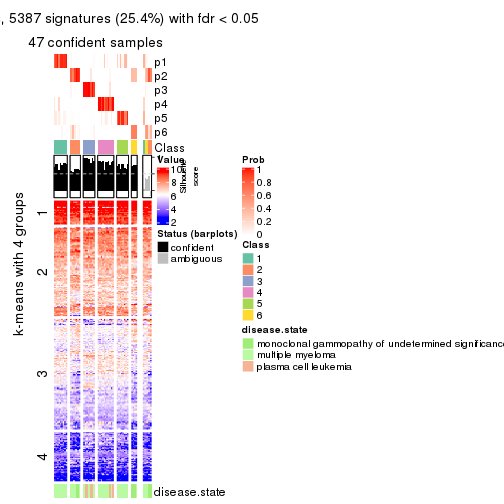 , 5387 signatures (25.4%) with fdr < 0.05
47 confident samples
p1
p2
p3
p4
p5
p6
Class
k-means with 4 groups
1
2
3
4
disease.state
Value
10
8
6
4
2
Silhouette
score
Status (barplots)
confident
ambiguous
Prob
1
0.8
0.6
0.4
0.2
0
Class
1
2
3
4
5
6
disease.state
monoclonal gammopathy of undetermined significance
multiple myeloma
plasma cell leukemia